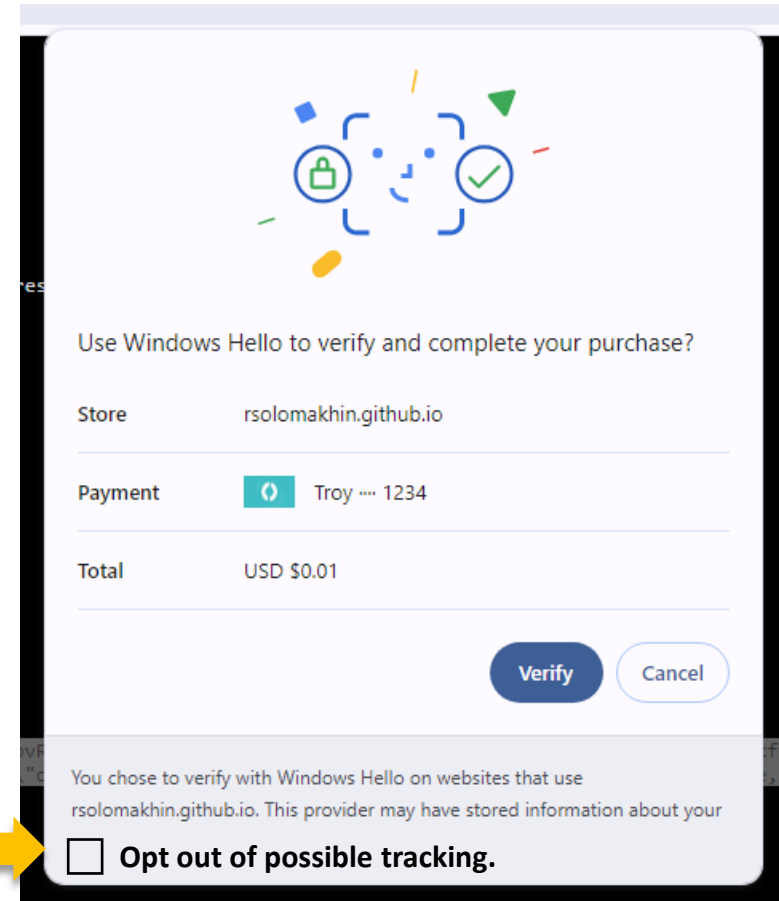 res
Use Windows Hello to verify and complete your purchase?
Store rsolomakhin.github.io
Payment Troy ···· 1234
Total USD $0.01
Verify Cancel
You chose to verify with Windows Hello on websites that use
rsolomakhin.github.io. This provider may have stored information about your
Opt out of possible tracking.